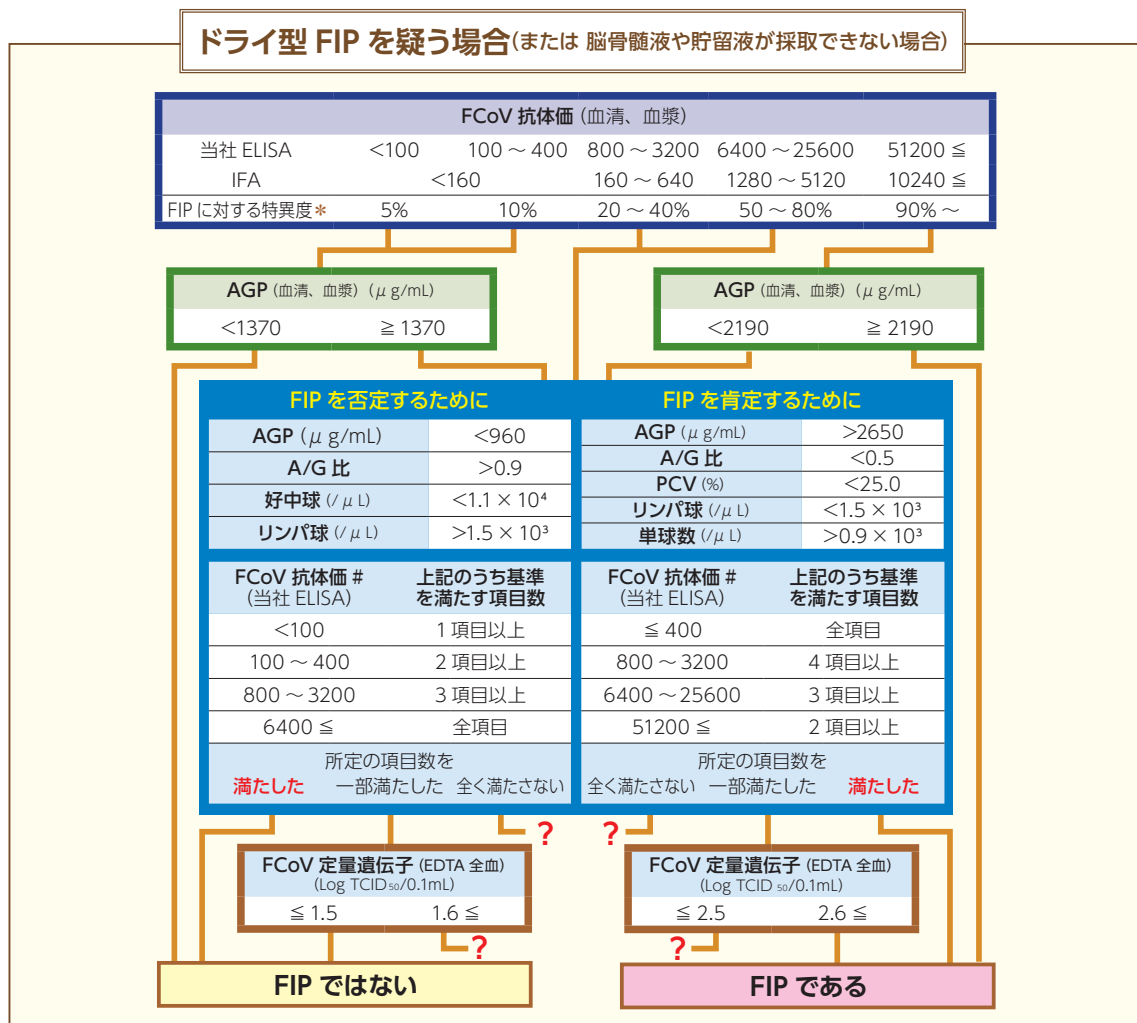 ドライ型 FIP を疑う場合(または 脳骨髄液や貯留液が採取できない場合)
FCoV 抗体価 (血清、血漿)
当社 ELISA <100 100 ~ 400 800 ~ 3200 6400 ~ 25600 51200 ≦
IFA <160 160 ~ 640 1280 ~ 5120 10240 ≦
FIP に対する特異度* 5% 10% 20 ~ 40% 50 ~ 80% 90% ~
AGP (血清、血漿) (μ g/mL)
<1370 ≧ 1370
AGP (血清、血漿) (μ g/mL)
<2190 ≧ 2190
FIP を否定するために
AGP (μ g/mL) <960
A/G 比 >0.9
好中球 (/ μ L) <1.1 × 10⁴
リンパ球 (/ μ L) >1.5 × 10³
FCoV 抗体価 # 上記のうち基準
(当社 ELISA) を満たす項目数
<100 1 項目以上
100 ~ 400 2 項目以上
800 ~ 3200 3 項目以上
6400 ≦ 全項目
所定の項目数を
満たした 一部満たした 全く満たさない
FIP を肯定するために
AGP (μ g/mL) >2650
A/G 比 <0.5
PCV (%) <25.0
リンパ球 (/ μ L) <1.5 × 10³
単球数 (/μ L) >0.9 × 10³
FCoV 抗体価 # 上記のうち基準
(当社 ELISA) を満たす項目数
≦ 400 全項目
800 ~ 3200 4 項目以上
6400 ~ 25600 3 項目以上
51200 ≦ 2 項目以上
所定の項目数を
全く満たさない 一部満たした 満たした
? ?
FCoV 定量遺伝子 (EDTA 全血)
(Log TCID ₅₀/0.1mL)
≦ 1.5 1.6 ≦
?
FCoV 定量遺伝子 (EDTA 全血)
(Log TCID ₅₀/0.1mL)
≦ 2.5 2.6 ≦
?
FIP ではない
FIP である